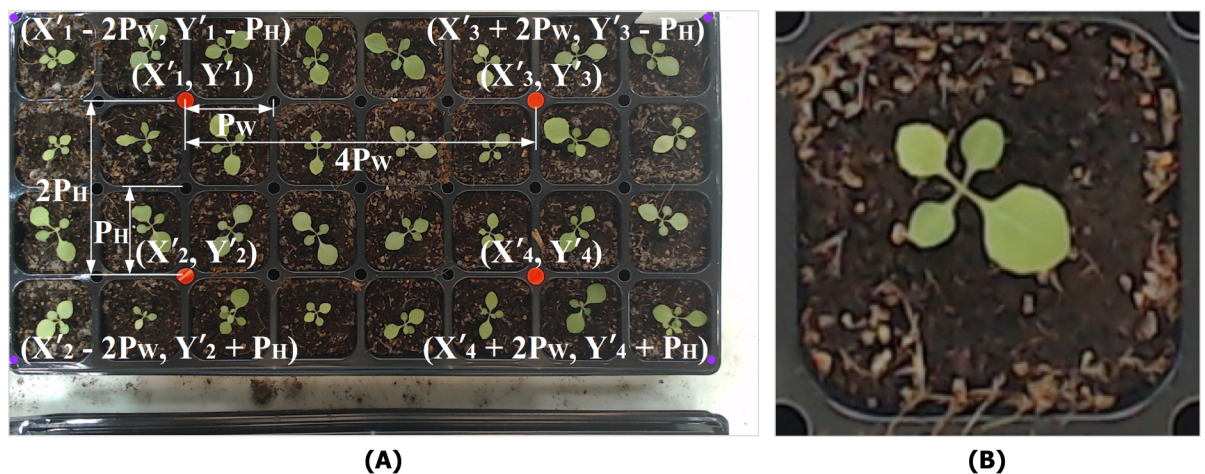 (X′1 - 2PW, Y′1 - PH) (X′3 + 2PW, Y′3 - PH)
(X′1, Y′1) (X′3, Y′3)
PW
4PW
2PH
PH
(X′2, Y′2) (X′4, Y′4)
(X′2 - 2PW, Y′2 + PH) (X′4 + 2PW, Y′4 + PH)
(A) (B)